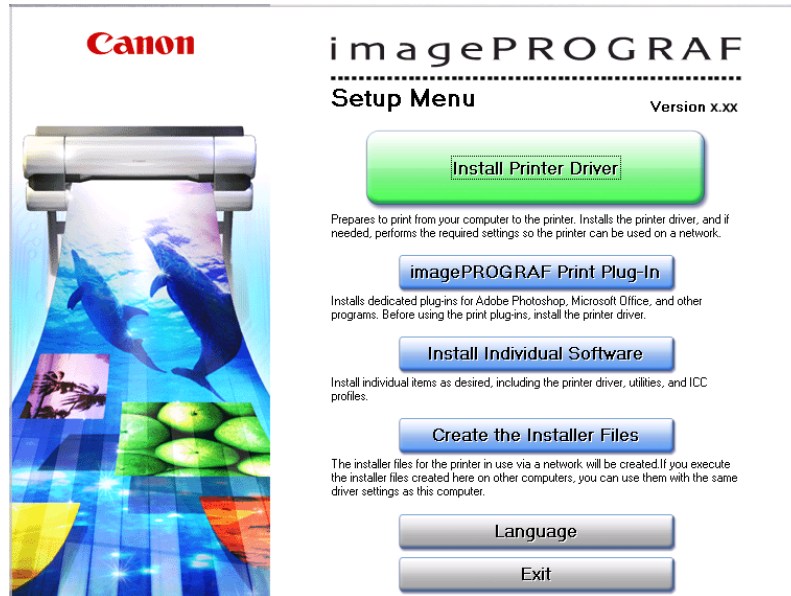 Canon
imagePROGRAF
Setup Menu
Version x.xx
Install Printer Driver
Prepares to print from your computer to the printer. Installs the printer driver, and if
needed, performs the required settings so the printer can be used on a network.
imagePROGRAF Print Plug-In
Installs dedicated plug-ins for Adobe Photoshop, Microsoft Office, and other
programs. Before using the print plug-ins, install the printer driver.
Install Individual Software
Install individual items as desired, including the printer driver, utilities, and ICC
profiles.
Create the Installer Files
The installer files for the printer in use via a network will be created.If you execute
the installer files created here on other computers, you can use them with the same
driver settings as this computer.
Language
Exit